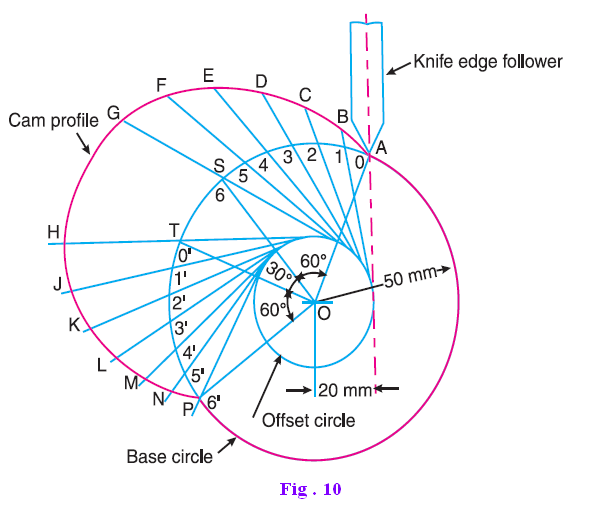 Knife edge follower
E
F
D
C
G
B
Cam profile
A
S
5
4
3
2
1
0
6
H
T
0'
60°
30°
50 mm
J
1'
2'
60°
O
K
3'
L
4'
M
5'
20 mm
N
P
6'
Offset circle
Base circle
Fig . 10